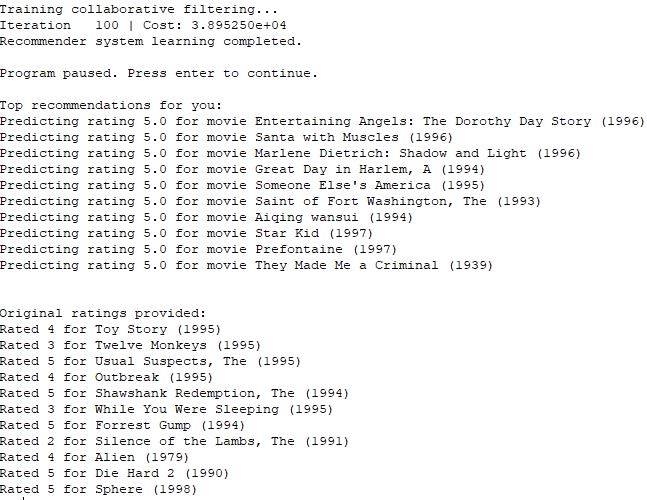 Training collaborative filtering...
Iteration   100 | Cost: 3.895250e+04
Recommender system learning completed.
Program paused. Press enter to continue.
Top recommendations for you:
Predicting rating 5.0 for movie Entertaining Angels: The Dorothy Day Story (1996)
Predicting rating 5.0 for movie Santa with Muscles (1996)
Predicting rating 5.0 for movie Marlene Dietrich: Shadow and Light (1996)
Predicting rating 5.0 for movie Great Day in Harlem, A (1994)
Predicting rating 5.0 for movie Someone Else's America (1995)
Predicting rating 5.0 for movie Saint of Fort Washington, The (1993)
Predicting rating 5.0 for movie Aiqing wansui (1994)
Predicting rating 5.0 for movie Star Kid (1997)
Predicting rating 5.0 for movie Prefontaine (1997)
Predicting rating 5.0 for movie They Made Me a Criminal (1939)
Original ratings provided:
Rated 4 for Toy Story (1995)
Rated 3 for Twelve Monkeys (1995)
Rated 5 for Usual Suspects, The (1995)
Rated 4 for Outbreak (1995)
Rated 5 for Shawshank Redemption, The (1994)
Rated 3 for While You Were Sleeping (1995)
Rated 5 for Forrest Gump (1994)
Rated 2 for Silence of the Lambs, The (1991)
Rated 4 for Alien (1979)
Rated 5 for Die Hard 2 (1990)
Rated 5 for Sphere (1998)